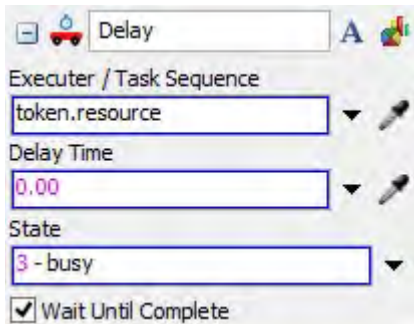 Delay A
Executer / Task Sequence
token.resource
Delay Time
0.00
State
3 - busy
Wait Until Complete